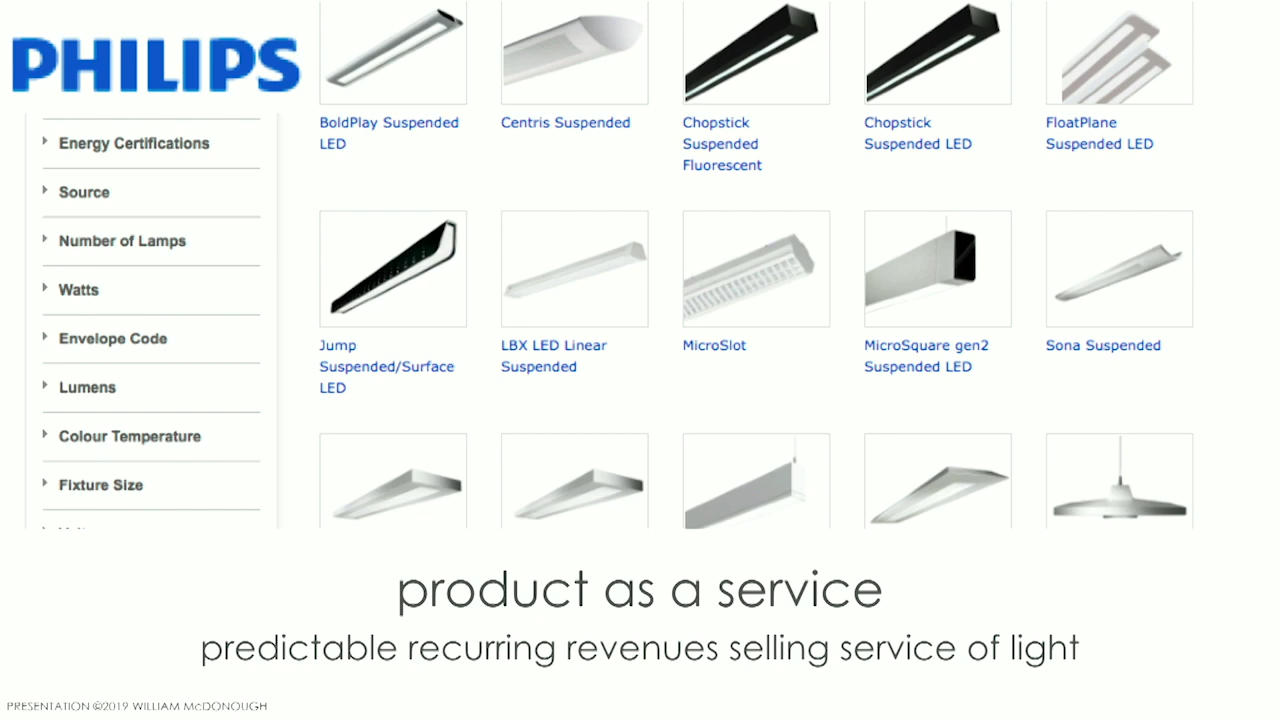 PHILIPS
Energy Certifications
Source
Number of Lamps
Watts
Envelope Code
Lumens
Colour Temperature
Fixture Size
BoldPlay Suspended
LED
Centris Suspended
Chopstick
Suspended
Fluorescent
Chopstick
Suspended LED
FloatPlane
Suspended LED
Jump
Suspended/Surface
LED
LBX LED Linear
Suspended
MicroSlot
MicroSquare gen2
Suspended LED
Sona Suspended
product as a service
predictable recurring revenues selling service of light
PRESENTATION ©2019 WILLIAM McDONOUGH